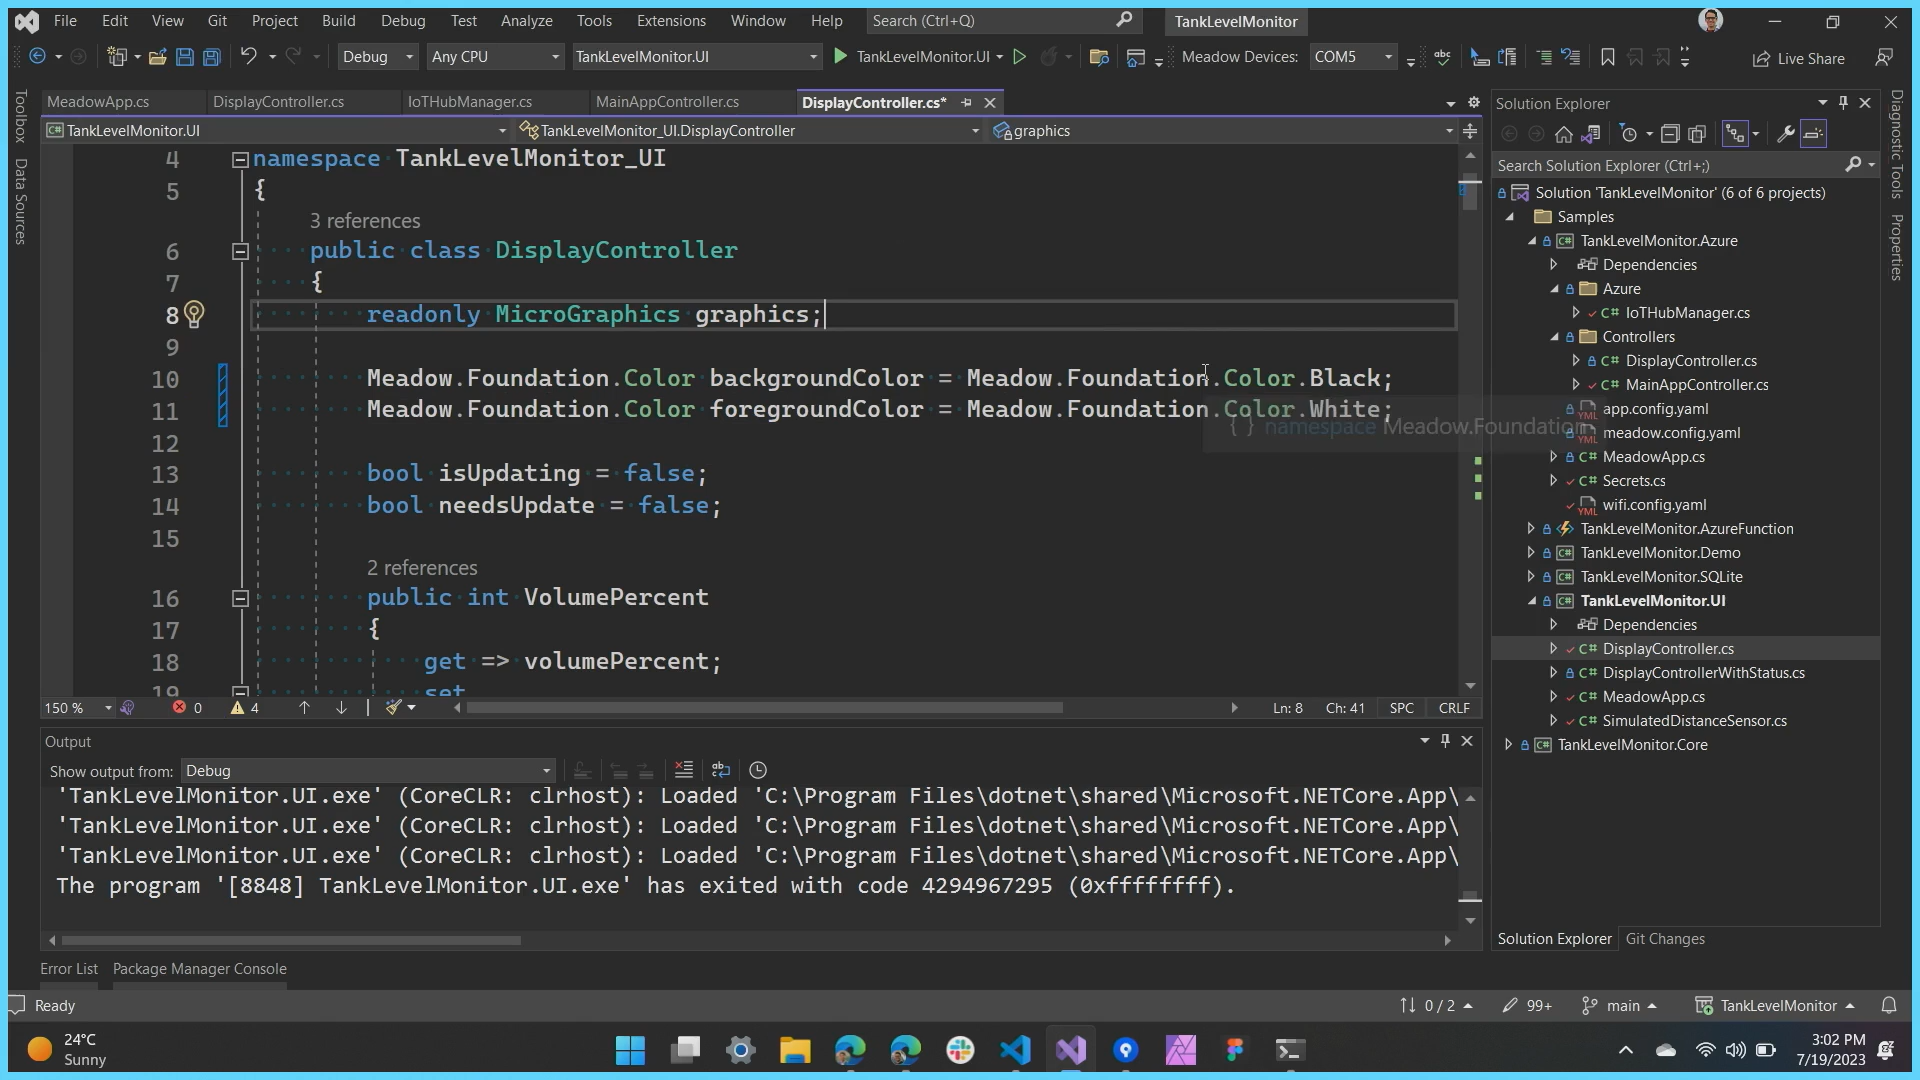 File Edit View Git Project Build Debug Test Analyze Tools Extensions Window Help Search (Ctrl+Q) TankLevelMonitor
Debug Any CPU TankLevelMonitor.UI TankLevelMonitor.UI Meadow Devices: COM5 Live Share
Toolbox
Data Sources
MeadowApp.cs DisplayController.cs IoTHubManager.cs MainAppController.cs DisplayController.cs*
TankLevelMonitor.UI TankLevelMonitor_UI.DisplayController graphics
4 namespace TankLevelMonitor_UI
5 {
3 references
6 public class DisplayController
7 {
8 readonly MicroGraphics graphics;
9
10 Meadow.Foundation.Color backgroundColor = Meadow.Foundation.Color.Black;
11 Meadow.Foundation.Color foregroundColor = Meadow.Foundation.Color.White;
{ } namespace Meadow.Foundation
12
13 bool isUpdating = false;
14 bool needsUpdate = false;
15
2 references
16 public int VolumePercent
17 {
18 get => volumePercent;
19 set
150 % 0 4 Ln: 8 Ch: 41 SPC CRLF
Output
Show output from: Debug
'TankLevelMonitor.UI.exe' (CoreCLR: clrhost): Loaded 'C:\Program Files\dotnet\shared\Microsoft.NETCore.App\
'TankLevelMonitor.UI.exe' (CoreCLR: clrhost): Loaded 'C:\Program Files\dotnet\shared\Microsoft.NETCore.App\
'TankLevelMonitor.UI.exe' (CoreCLR: clrhost): Loaded 'C:\Program Files\dotnet\shared\Microsoft.NETCore.App\
The program '[8848] TankLevelMonitor.UI.exe' has exited with code 4294967295 (0xffffffff).
Error List Package Manager Console
Solution Explorer
Search Solution Explorer (Ctrl+;)
Solution 'TankLevelMonitor' (6 of 6 projects)
Samples
TankLevelMonitor.Azure
Dependencies
Azure
C# IoTHubManager.cs
Controllers
C# DisplayController.cs
C# MainAppController.cs
YML app.config.yaml
YML meadow.config.yaml
C# MeadowApp.cs
C# Secrets.cs
YML wifi.config.yaml
TankLevelMonitor.AzureFunction
C# TankLevelMonitor.Demo
C# TankLevelMonitor.SQLite
C# TankLevelMonitor.UI
Dependencies
C# DisplayController.cs
C# DisplayControllerWithStatus.cs
C# MeadowApp.cs
C# SimulatedDistanceSensor.cs
C# TankLevelMonitor.Core
Solution Explorer Git Changes
Diagnostic Tools
Properties
Ready 0 / 2 99+ main TankLevelMonitor
24°C
Sunny
3:02 PM
7/19/2023